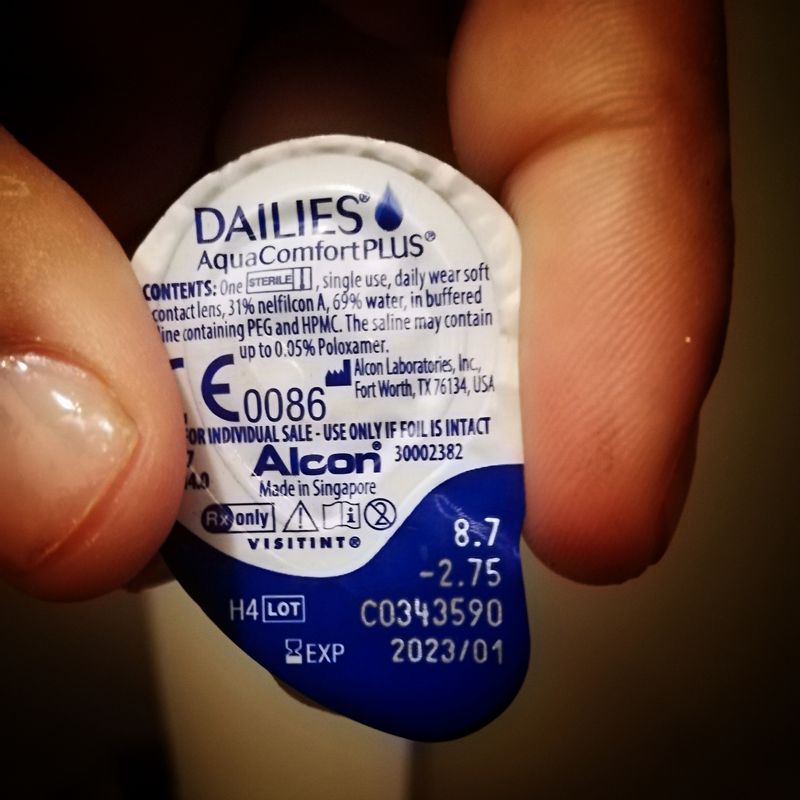 DAILIES®
AquaComfortPLUS®
CONTENTS: One STERILE, single use, daily wear soft
contact lens, 31% nelfilcon A, 69% water, in buffered
line containing PEG and HPMC. The saline may contain
up to 0.05% Poloxamer.
CE 0086
Alcon Laboratories, Inc.,
Fort Worth, TX 76134, USA
FOR INDIVIDUAL SALE - USE ONLY IF FOIL IS INTACT
Alcon® 30002382
Made in Singapore
Rx only
VISITINT®
8.7
-2.75
H4 LOT C0343590
EXP 2023/01